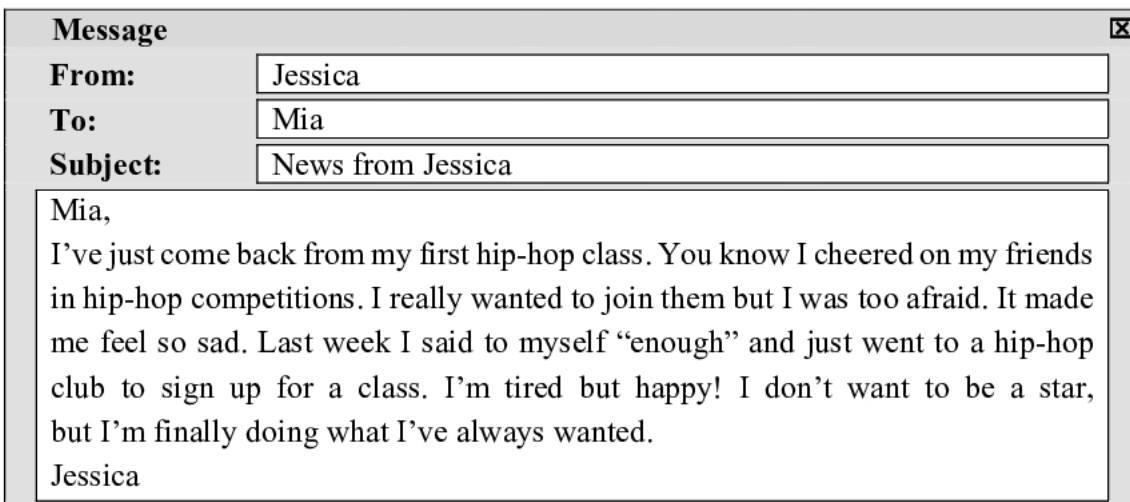 Message
From: Jessica
To: Mia
Subject: News from Jessica
Mia,
I’ve just come back from my first hip-hop class. You know I cheered on my friends
in hip-hop competitions. I really wanted to join them but I was too afraid. It made
me feel so sad. Last week I said to myself “enough” and just went to a hip-hop
club to sign up for a class. I’m tired but happy! I don’t want to be a star,
but I’m finally doing what I’ve always wanted.
Jessica